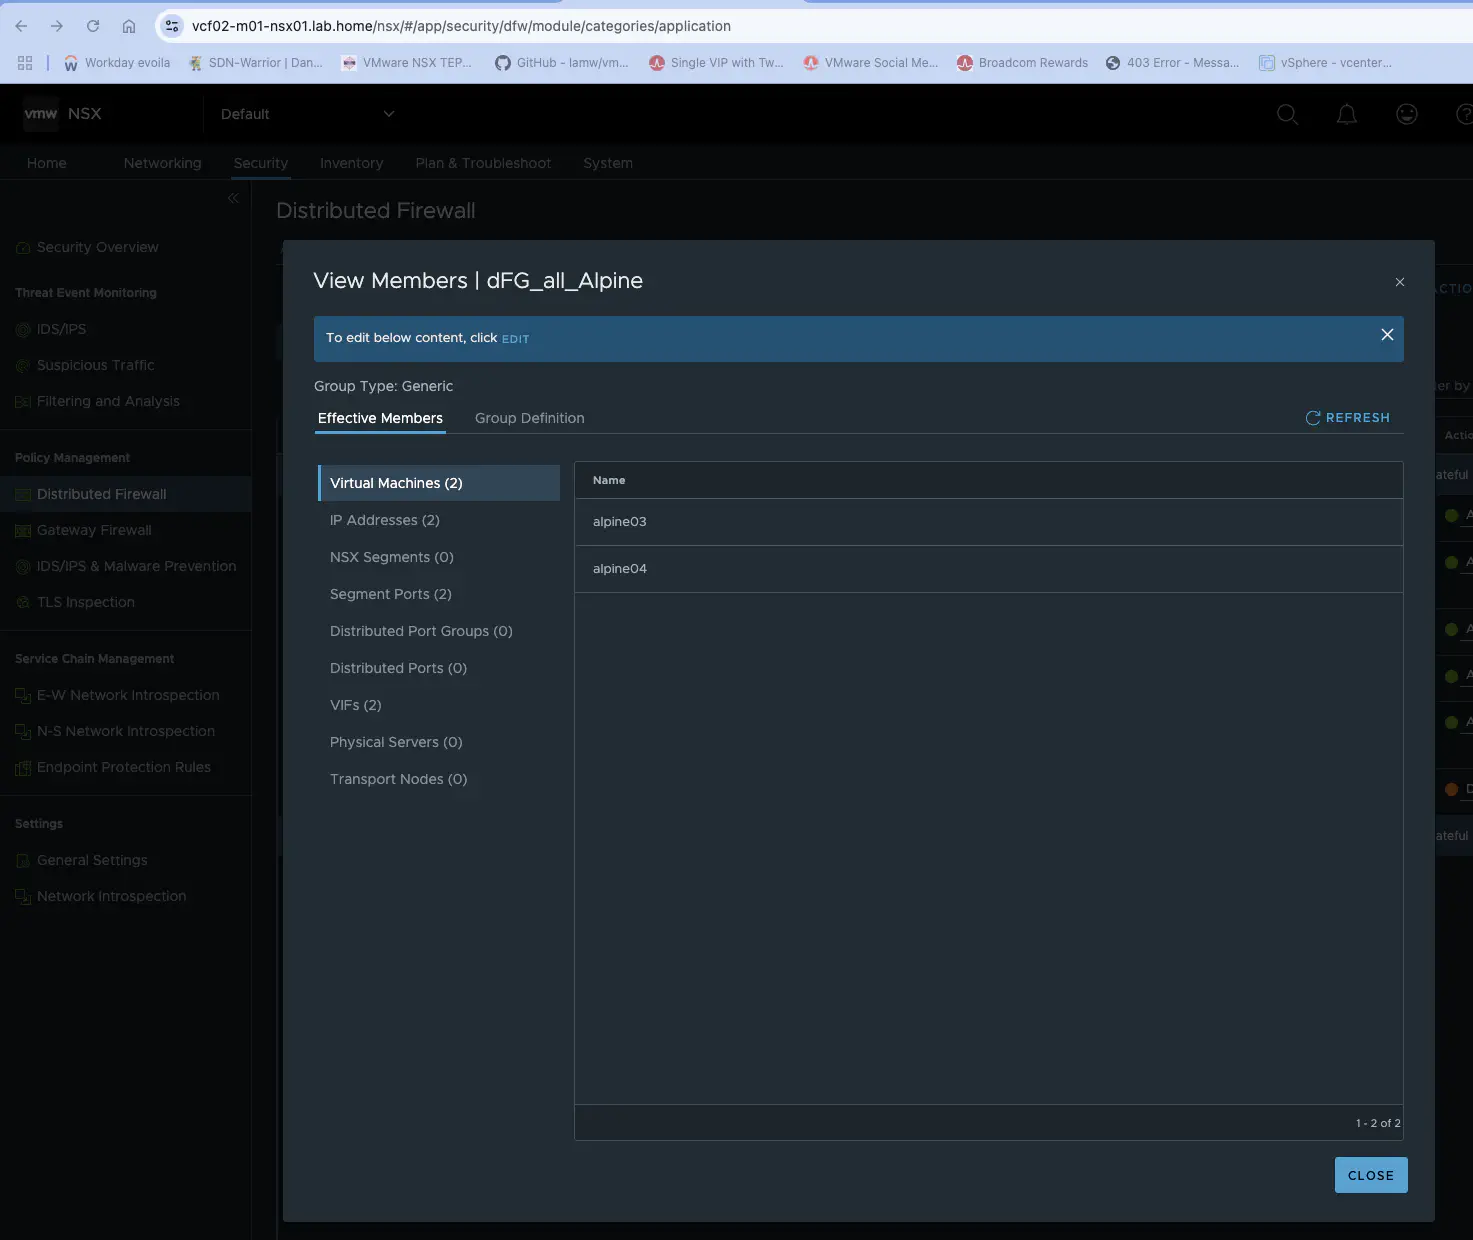 vcf02-m01-nsx01.lab.home/nsx/#/app/security/dfw/module/categories/application
Workday evoila
SDN-Warrior | Dan...
VMware NSX TEP...
GitHub - lamw/vm...
Single VIP with Tw...
VMware Social Me...
Broadcom Rewards
403 Error - Messa...
vSphere - vcenter...
vmw NSX
Default
Home
Networking
Security
Inventory
Plan & Troubleshoot
System
Security Overview
Threat Event Monitoring
IDS/IPS
Suspicious Traffic
Filtering and Analysis
Policy Management
Distributed Firewall
Gateway Firewall
IDS/IPS & Malware Prevention
TLS Inspection
Service Chain Management
E-W Network Introspection
N-S Network Introspection
Endpoint Protection Rules
Settings
General Settings
Network Introspection
Distributed Firewall
View Members | dFG_all_Alpine
To edit below content, click EDIT
Group Type: Generic
Effective Members
Group Definition
REFRESH
Virtual Machines (2)
IP Addresses (2)
NSX Segments (0)
Segment Ports (2)
Distributed Port Groups (0)
Distributed Ports (0)
VIFs (2)
Physical Servers (0)
Transport Nodes (0)
Name
alpine03
alpine04
1 - 2 of 2
CLOSE